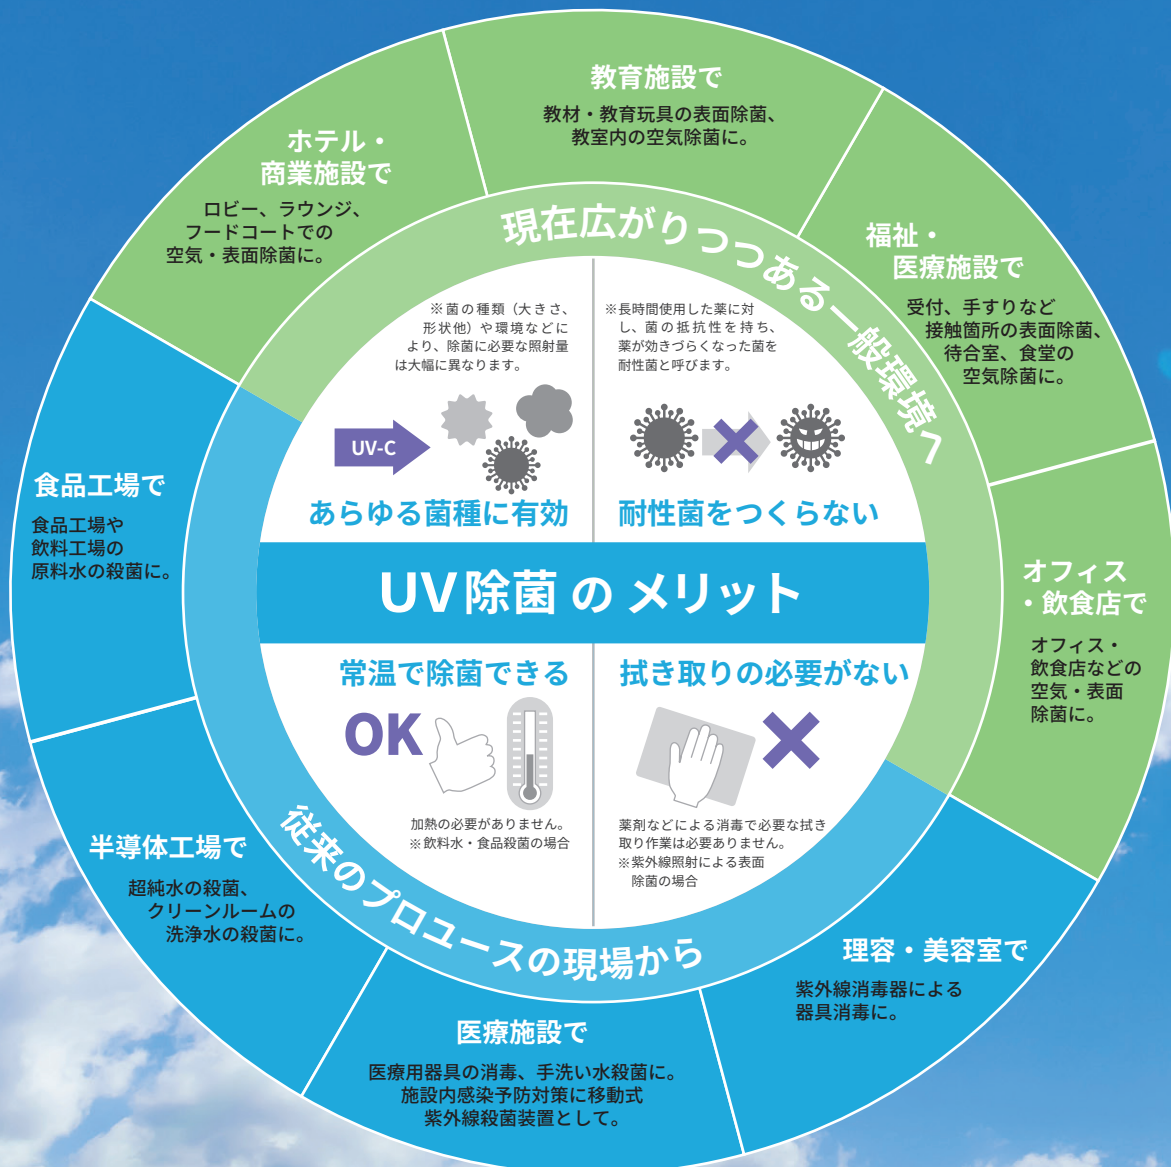 教育施設で
教材・教育玩具の表面除菌、
教室内の空気除菌に。
ホテル・
商業施設で
ロビー、ラウンジ、
フードコートでの
空気・表面除菌に。
福祉・
医療施設で
受付、手すりなど
接触箇所の表面除菌、
待合室、食堂の
空気除菌に。
現在広がりつつある一般環境へ
※菌の種類（大きさ、
形状他）や環境などに
より、除菌に必要な照射量
は大幅に異なります。
UV-C
あらゆる菌種に有効
※長時間使用した薬に対
し、菌の抵抗性を持ち、
薬が効きづらくなった菌を
耐性菌と呼びます。
耐性菌をつくらない
食品工場で
食品工場や
飲料工場の
原料水の殺菌に。
オフィス
・飲食店で
オフィス・
飲食店などの
空気・表面
除菌に。
UV除菌 の メリット
常温で除菌できる
OK
加熱の必要がありません。
※飲料水・食品殺菌の場合
拭き取りの必要がない
薬剤などによる消毒で必要な拭き
取り作業は必要ありません。
※紫外線照射による表面
除菌の場合
従来のプロユースの現場から
半導体工場で
超純水の殺菌、
クリーンルームの
洗浄水の殺菌に。
理容・美容室で
紫外線消毒器による
器具消毒に。
医療施設で
医療用器具の消毒、手洗い水殺菌に。
施設内感染予防対策に移動式
紫外線殺菌装置として。